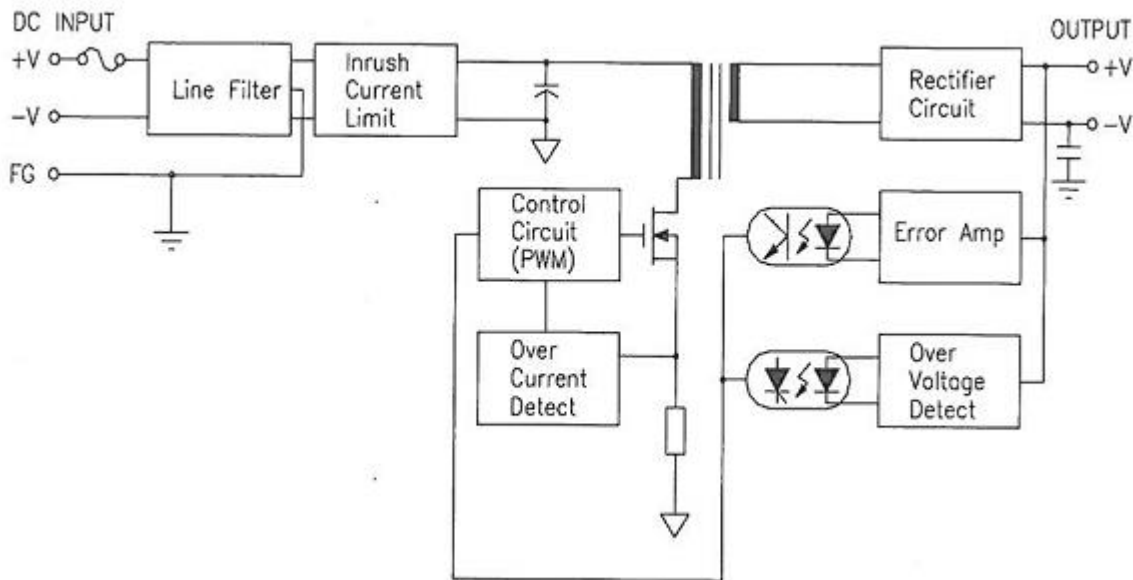 DC INPUT
OUTPUT
+V
-V
FG
Line Filter
Inrush
Current
Limit
Rectifier
Circuit
+V
-V
Control
Circuit
(PWM)
Error Amp
Over
Current
Detect
Over
Voltage
Detect